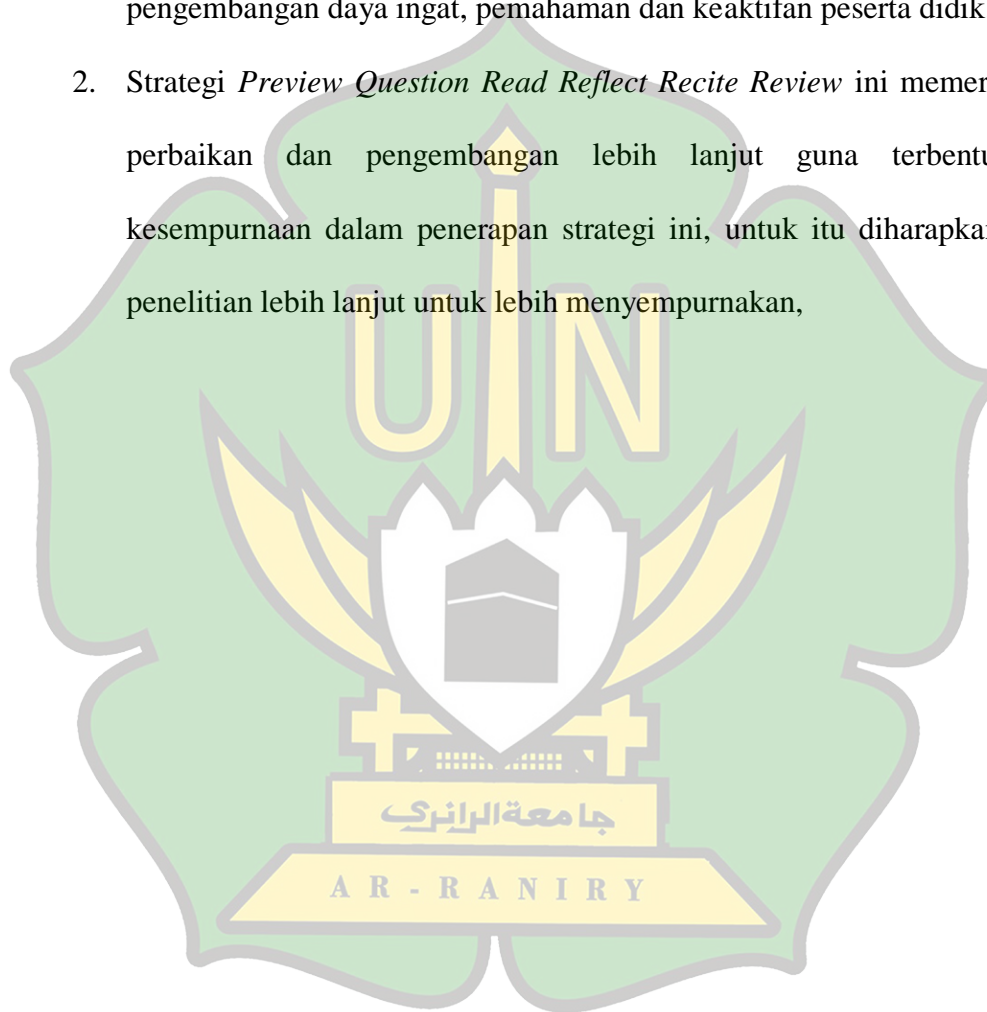 pengembangan daya ingat, pemahaman dan keaktifan peserta didik
2. Strategi Preview Question Read Reflect Recite Review ini memer
perbaikan dan pengembangan lebih lanjut guna terbentu
kesempurnaan dalam penerapan strategi ini, untuk itu diharapkan
penelitian lebih lanjut untuk lebih menyempurnakan,
UIN
جامعةالرانري
AR-RANIRY